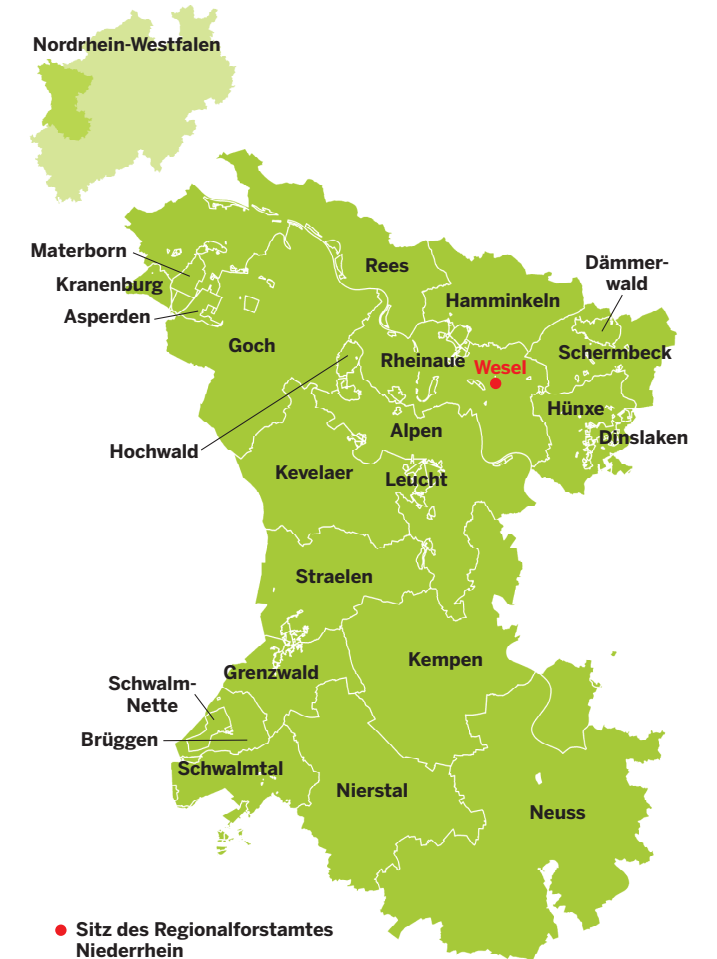 Nordrhein-Westfalen
Materborn
Kranenburg
Asperden
Rees
Dämmer-
wald
Hamminkeln
Goch
Rheinaue
Wesel
Schermbeck
Hünxe
Dinslaken
Alpen
Hochwald
Kevelaer
Leucht
Straelen
Kempen
Grenzwald
Schwalm-
Nette
Brüggen
Schwalmtal
Nierstal
Neuss
Sitz des Regionalforstamtes
Niederrhein